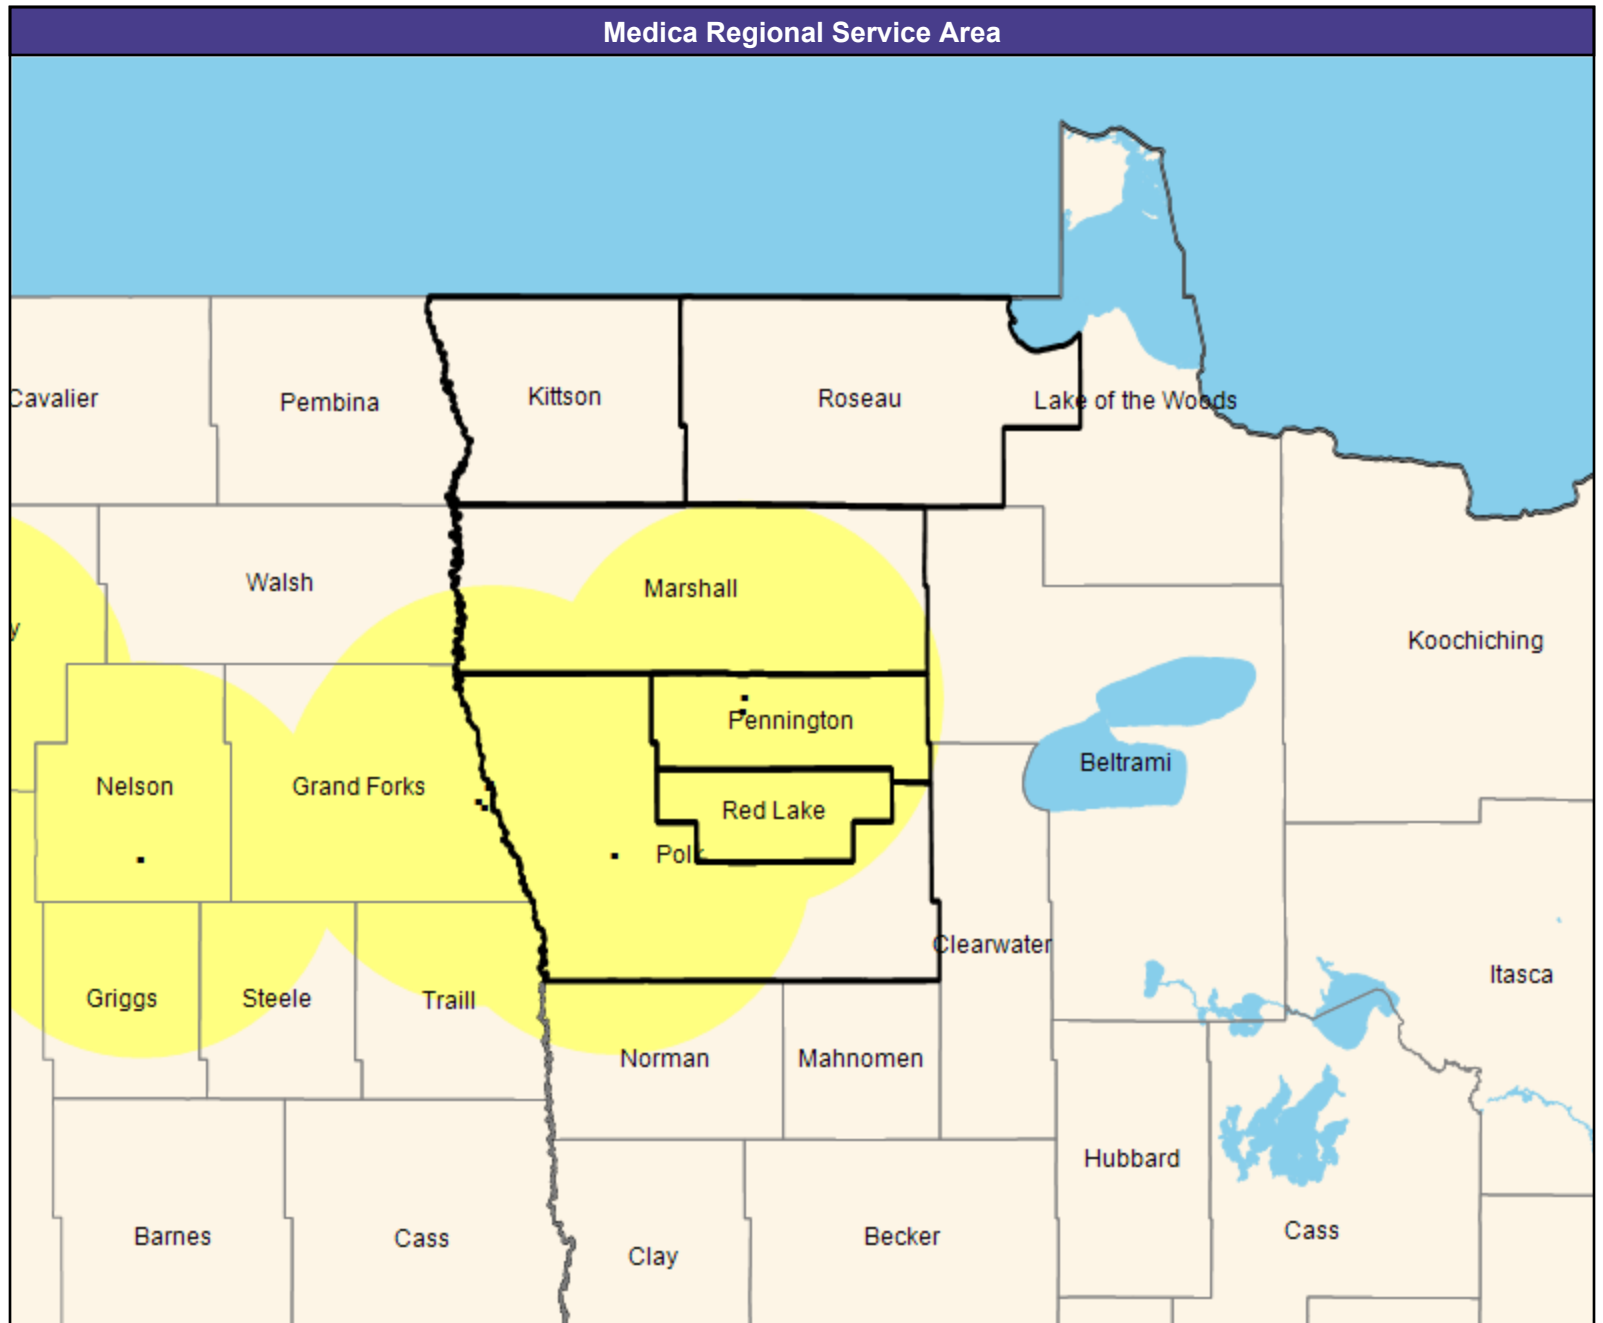 Medica Regional Service Area
Cavalier
Pembina
Kittson
Roseau
Lake of the Woods
Walsh
Marshall
y
Koochiching
Pennington
Beltrami
Nelson
Grand Forks
Red Lake
Polk
Clearwater
Itasca
Griggs
Steele
Traill
Norman
Mahnomen
Hubbard
Barnes
Cass
Clay
Becker
Cass